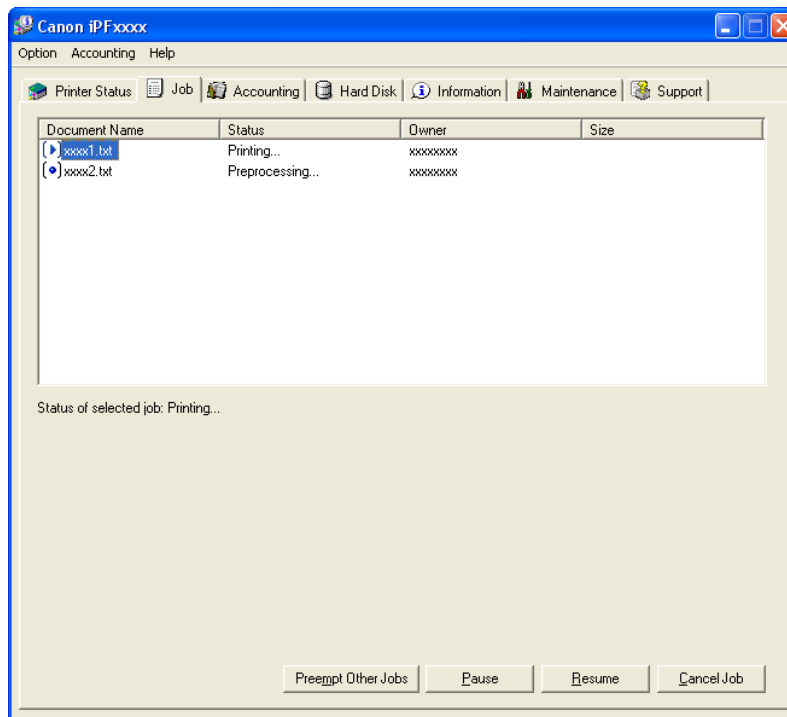 Canon iPFxxxx
Option Accounting Help
Printer Status Job Accounting Hard Disk Information Maintenance Support
Document Name Status Owner Size
xxxx1.txt Printing... xxxxxxxx
xxxx2.txt Preprocessing... xxxxxxxx
Status of selected job: Printing...
Preempt Other Jobs Pause Resume Cancel Job